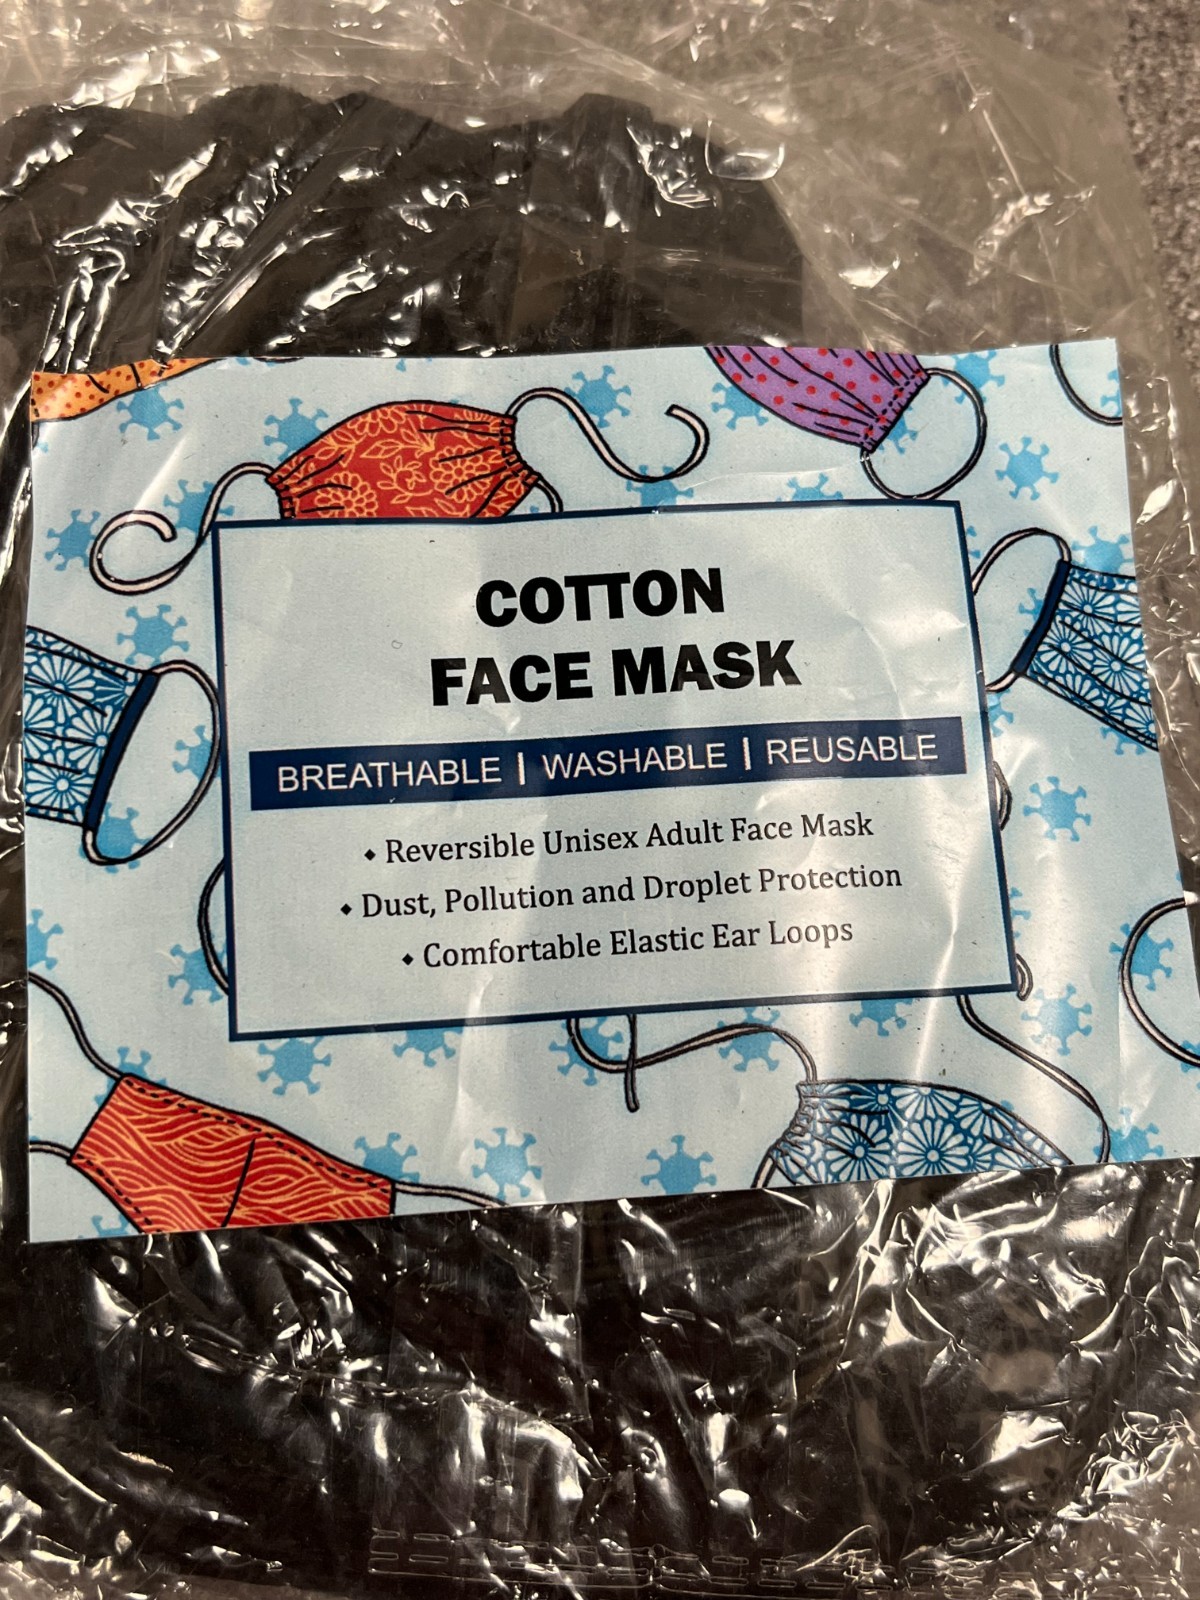 COTTON
FACE MASK
BREATHABLE | WASHABLE | REUSABLE
⬩ Reversible Unisex Adult Face Mask
⬩ Dust, Pollution and Droplet Protection
⬩ Comfortable Elastic Ear Loops